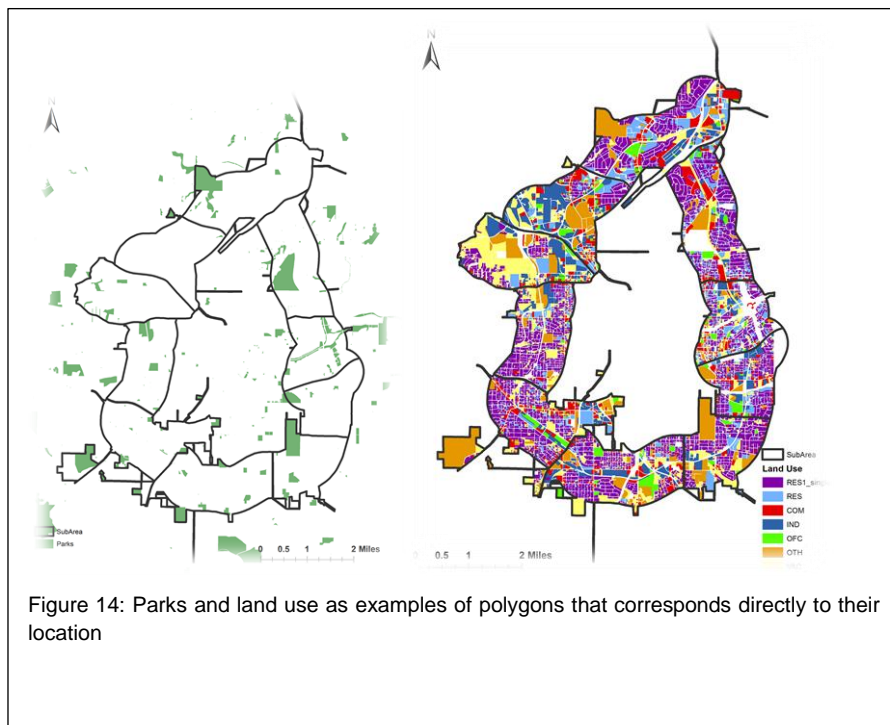 N
N
SubArea
Parks
0 0.5 1 2 Miles
SubArea
Land Use
RES1_sin
RES
COM
IND
OFC
OTH
0 0.5 1 2 Miles
Figure 14: Parks and land use as examples of polygons that corresponds directly to their
location